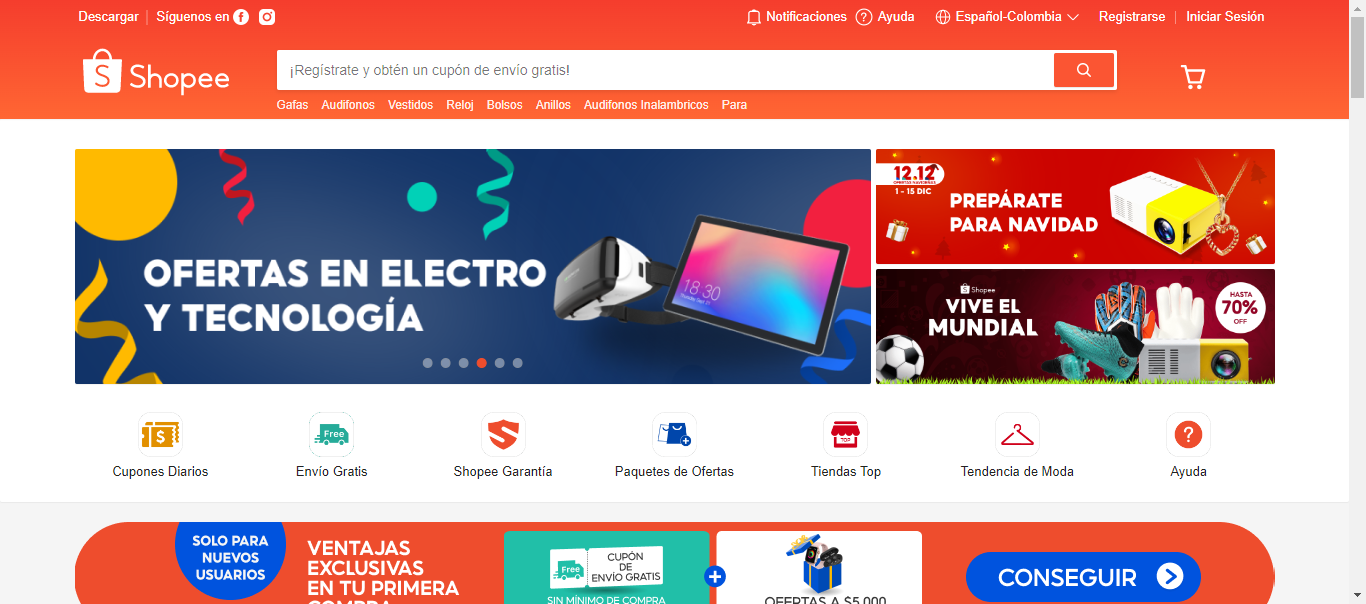 Descargar
Síguenos en
Notificaciones
Ayuda
Español-Colombia
Registrarse
Iniciar Sesión
Shopee
¡Regístrate y obtén un cupón de envío gratis!
Gafas Audifonos Vestidos Reloj Bolsos Anillos Audifonos Inalambricos Para
OFERTAS EN ELECTRO
Y TECNOLOGÍA
18:30
12.12
OFERTAS NAVIDEÑAS
1 - 15 DIC
PREPÁRATE
PARA NAVIDAD
Shopee
VIVE EL
MUNDIAL
HASTA
70%
OFF
Cupones Diarios
Free
Envío Gratis
Shopee Garantía
Paquetes de Ofertas
TOP
Tiendas Top
Tendencia de Moda
Ayuda
SOLO PARA
NUEVOS
USUARIOS
VENTAJAS
EXCLUSIVAS
EN TU PRIMERA
COMPRA
Free
CUPÓN
DE
ENVÍO GRATIS
SIN MÍNIMO DE COMPRA
OFERTAS A $5.000
CONSEGUIR